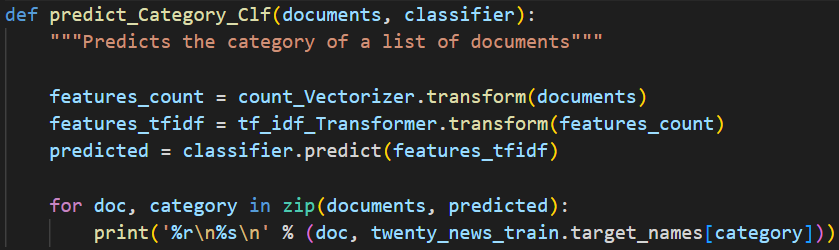 def predict_Category_Clf(documents, classifier):
    """Predicts the category of a list of documents"""
    features_count = count_Vectorizer.transform(documents)
    features_tfidf = tf_idf_Transformer.transform(features_count)
    predicted = classifier.predict(features_tfidf)
    for doc, category in zip(documents, predicted):
        print('%r\n%s\n' % (doc, twenty_news_train.target_names[category]))